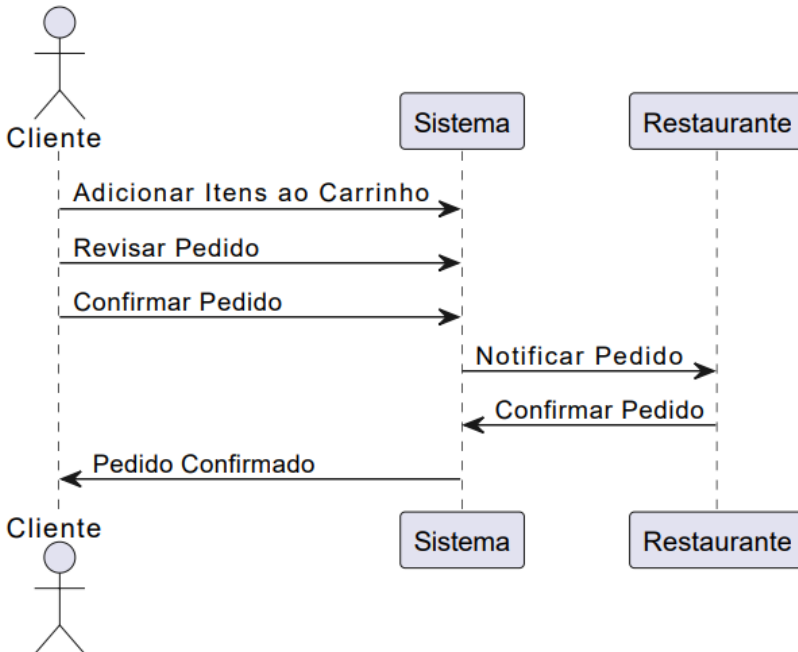 Cliente
Sistema
Restaurante
Adicionar Itens ao Carrinho
Revisar Pedido
Confirmar Pedido
Notificar Pedido
Confirmar Pedido
Pedido Confirmado
Cliente
Sistema
Restaurante